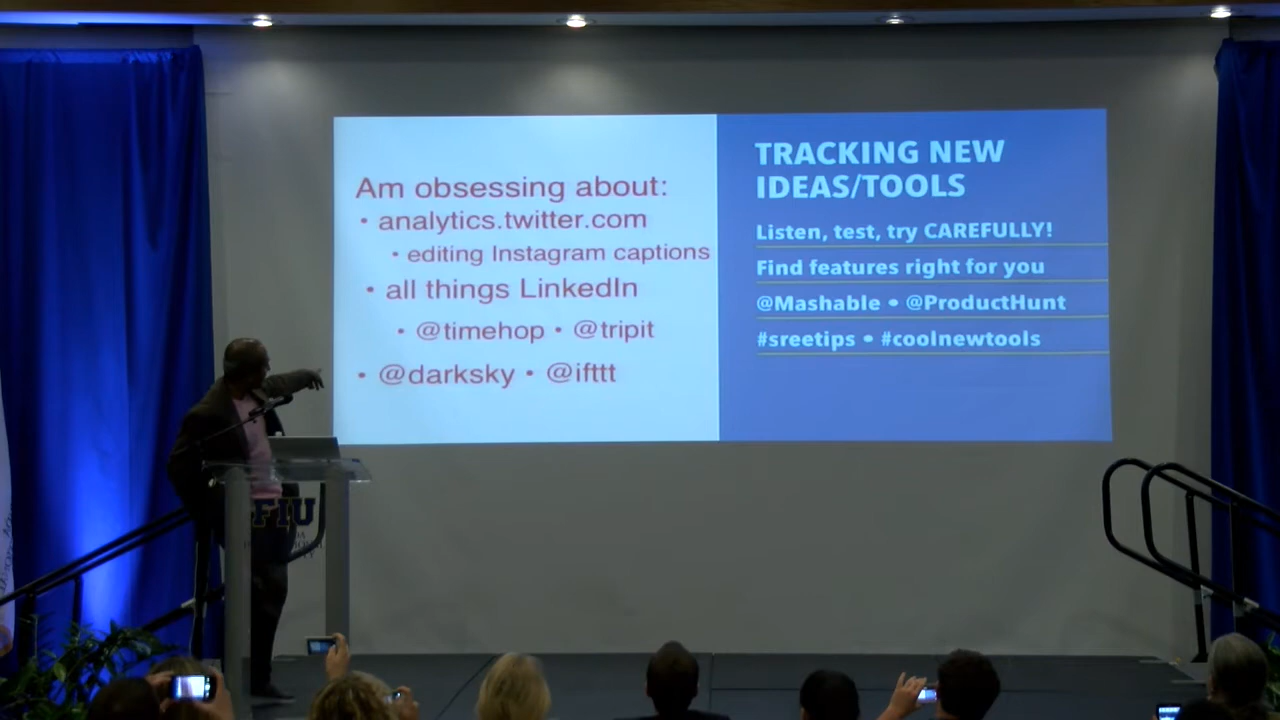 Am obsessing about:
• analytics.twitter.com
• editing Instagram captions
• all things LinkedIn
• @timehop • @tripit
• @darksky • @ifttt
TRACKING NEW
IDEAS/TOOLS
Listen, test, try CAREFULLY!
Find features right for you
@Mashable • @ProductHunt
#sreetips • #coolnewtools
FIU